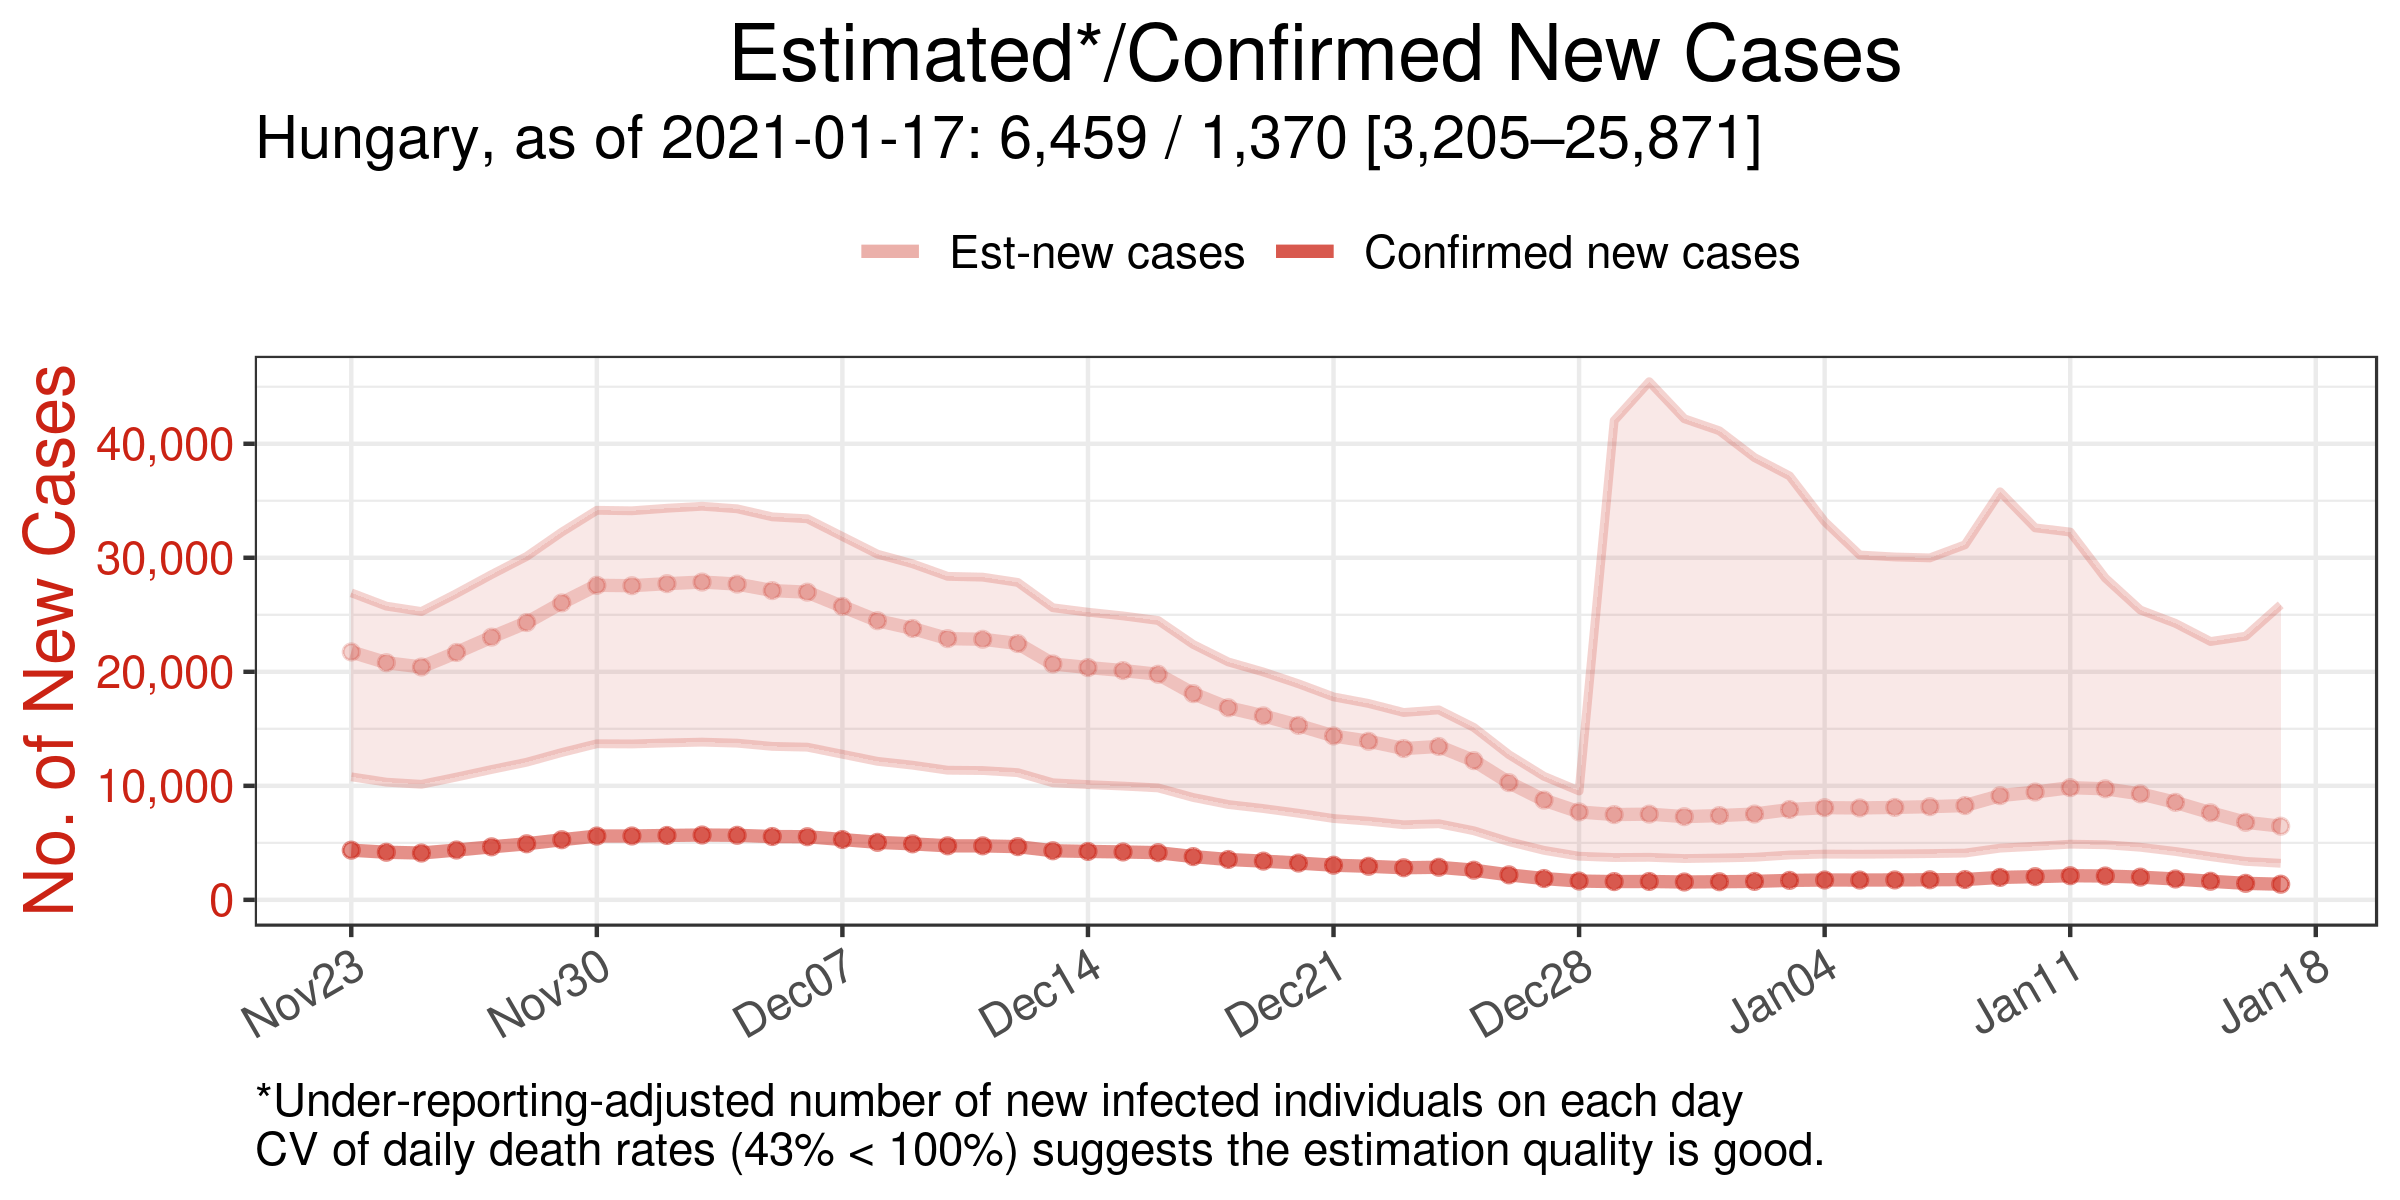 Estimated*/Confirmed New Cases
Hungary, as of 2021-01-17: 6,459 / 1,370 [3,205–25,871]
Est-new cases
Confirmed new cases
No. of New Cases
40,000
30,000
20,000
10,000
0
Nov23
Nov30
Dec07
Dec14
Dec21
Dec28
Jan04
Jan11
Jan18
*Under-reporting-adjusted number of new infected individuals on each day
CV of daily death rates (43% < 100%) suggests the estimation quality is good.